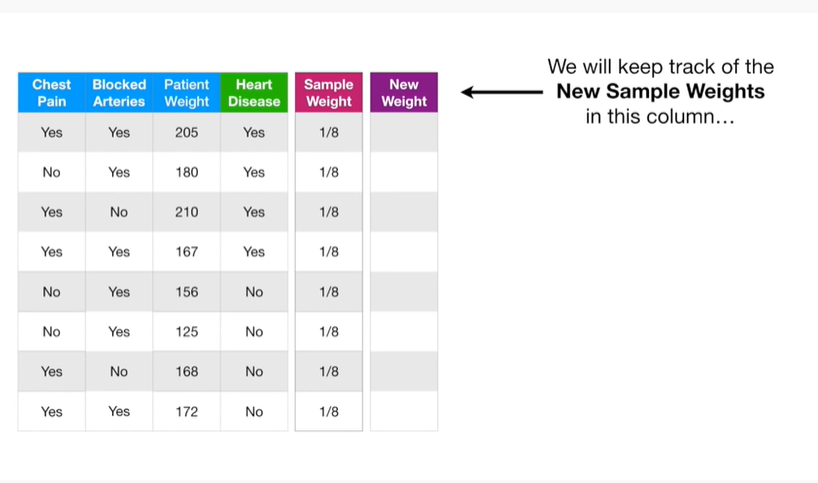 We will keep track of the
New Sample Weights
in this column…
Chest Pain Blocked Arteries Patient Weight Heart Disease Sample Weight New Weight
Yes Yes 205 Yes 1/8
No Yes 180 Yes 1/8
Yes No 210 Yes 1/8
Yes Yes 167 Yes 1/8
No Yes 156 No 1/8
No Yes 125 No 1/8
Yes No 168 No 1/8
Yes Yes 172 No 1/8